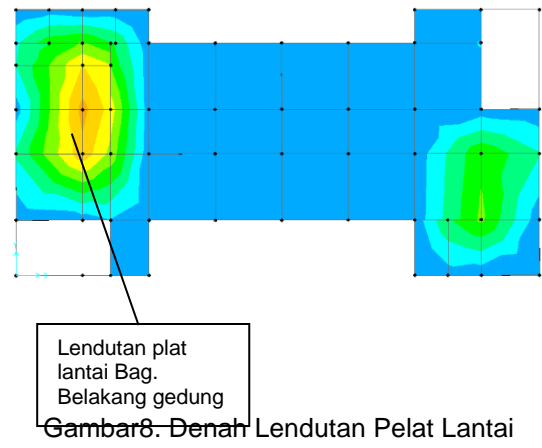 Lendutan plat
lantai Bag.
Belakang gedung
Gambar8. Denah Lendutan Pelat Lantai